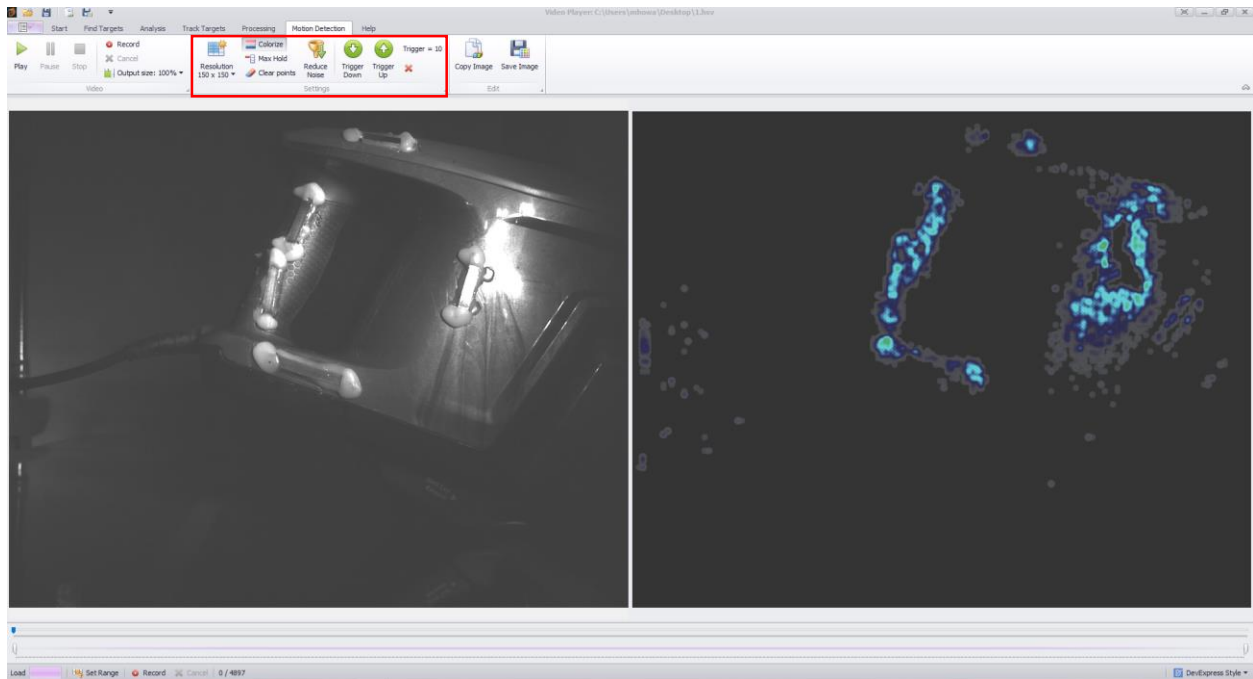 Video Player: C:\Users\mhoua\Desktop\1.hsv
Start Find Targets Analysis Track Targets Processing Motion Detection Help
Play
Pause
Stop
Record
Cancel
Output size: 100%
Video
Resolution
150 x 150
Colorize
Max Hold
Clear points
Reduce
Noise
Trigger
Down
Trigger
Up
Trigger = 10
Settings
Copy Image
Save Image
Edit
Load Set Range Record Cancel 0 / 4897 DevExpress Style